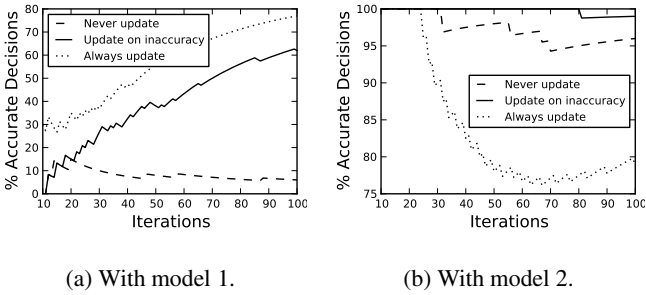 80
70
60
50
40
30
20
10
0
% Accurate Decisions
Never update
Update on inaccuracy
Always update
10 20 30 40 50 60 70 80 90 100
Iterations
(a) With model 1.
100
95
90
85
80
75
% Accurate Decisions
Never update
Update on inaccuracy
Always update
10 20 30 40 50 60 70 80 90 100
Iterations
(b) With model 2.